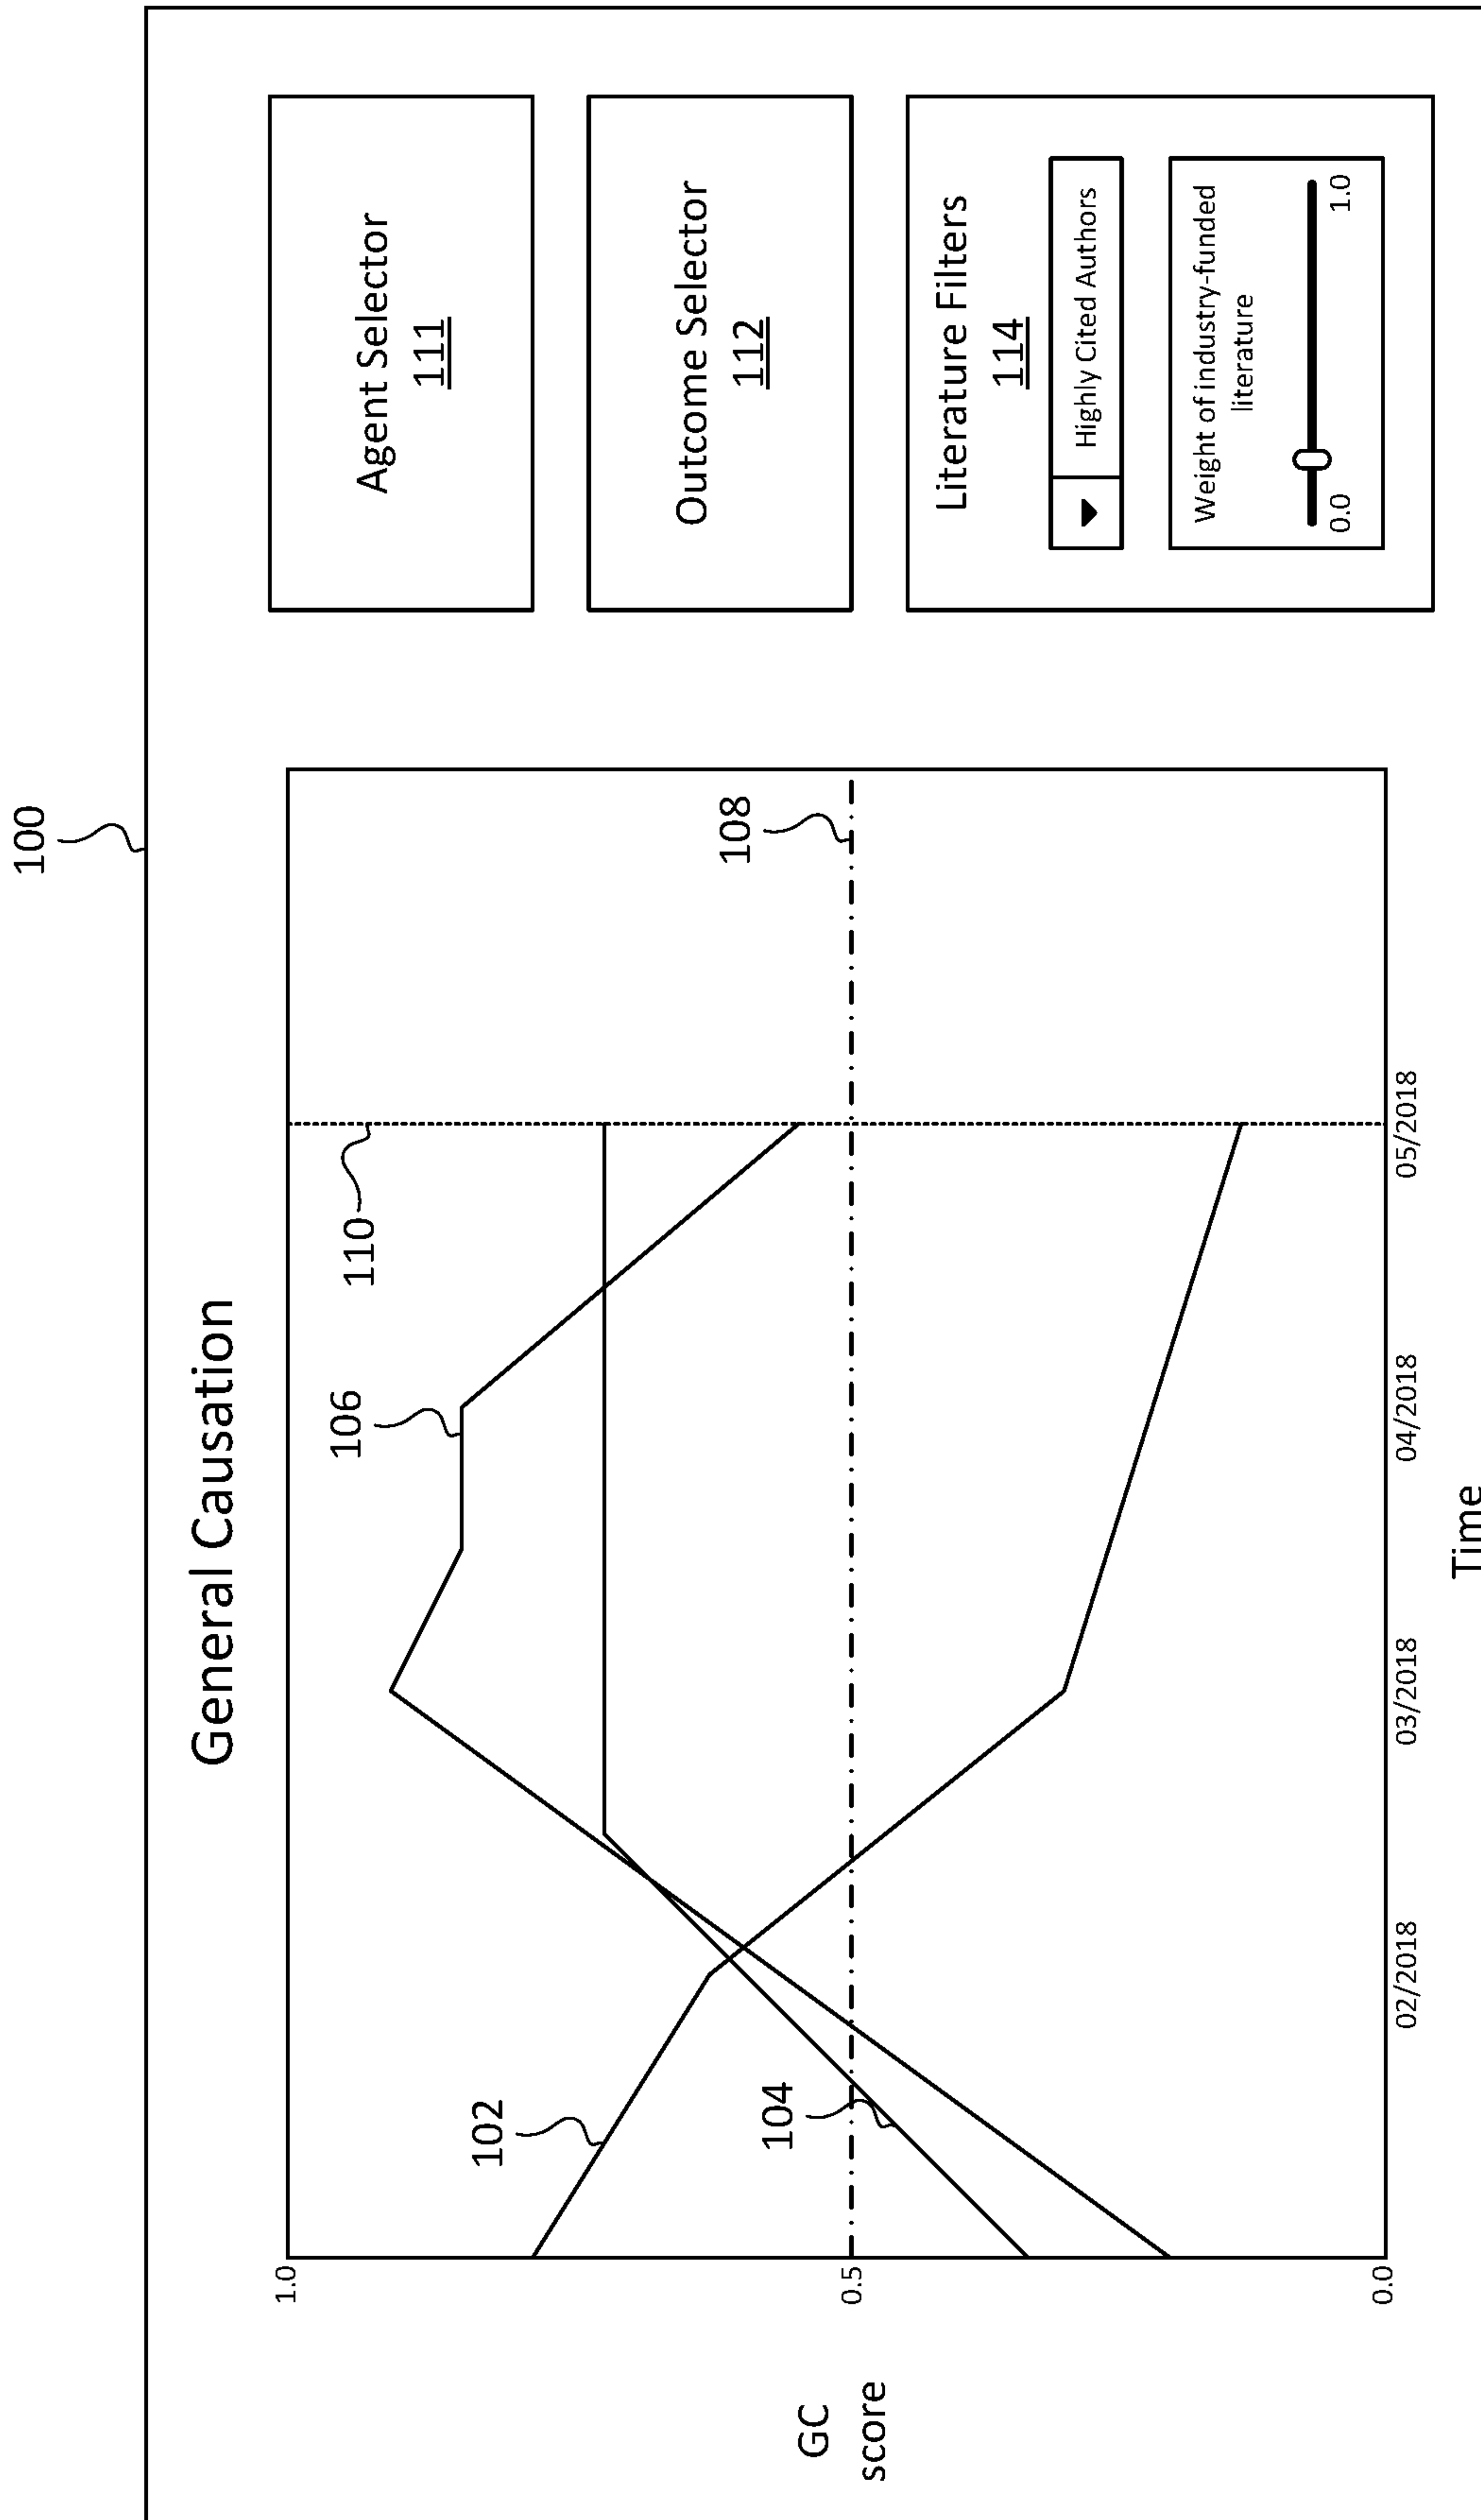 100
General Causation
110
106
102
104
108
1.0
0.5
0.0
GC
score
02/2018
03/2018
04/2018
05/2018
Time
Agent Selector
111
Outcome Selector
112
Literature Filters
114
Highly Cited Authors
Weight of industry-funded
literature
0.0
1.0